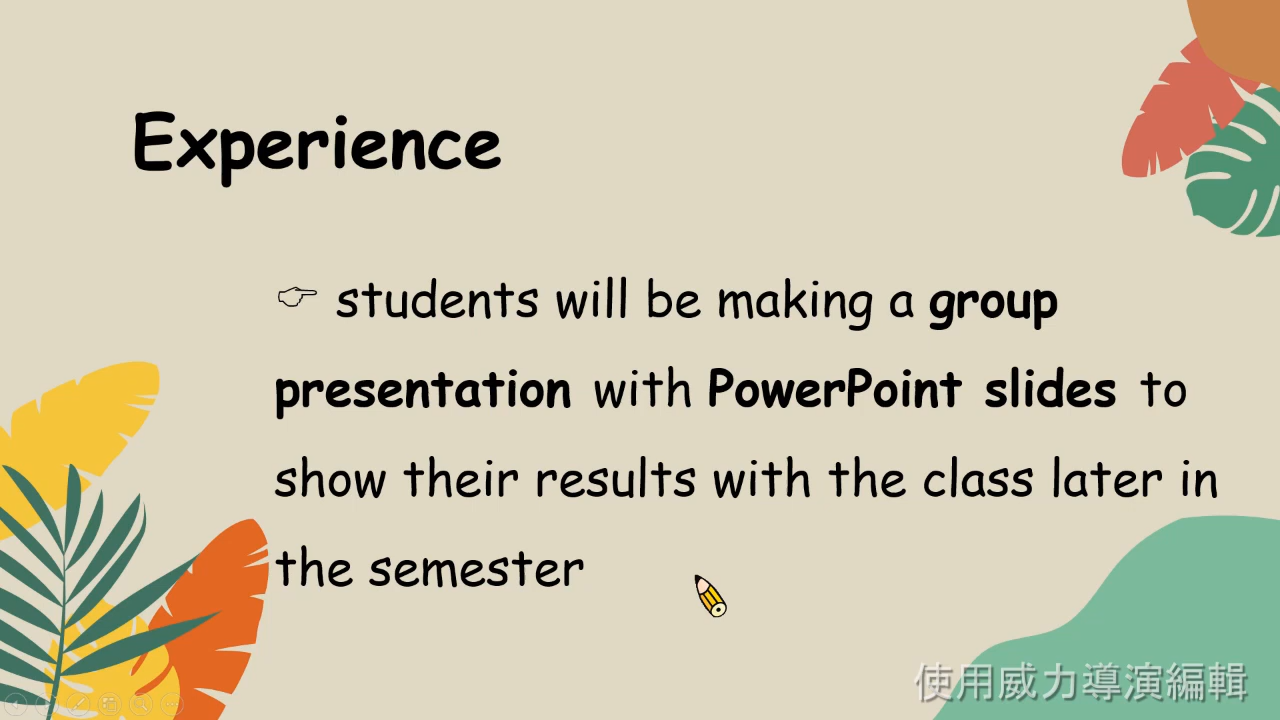 Experience
☞ students will be making a group
presentation with PowerPoint slides to
show their results with the class later in
the semester
使用威力導演編輯